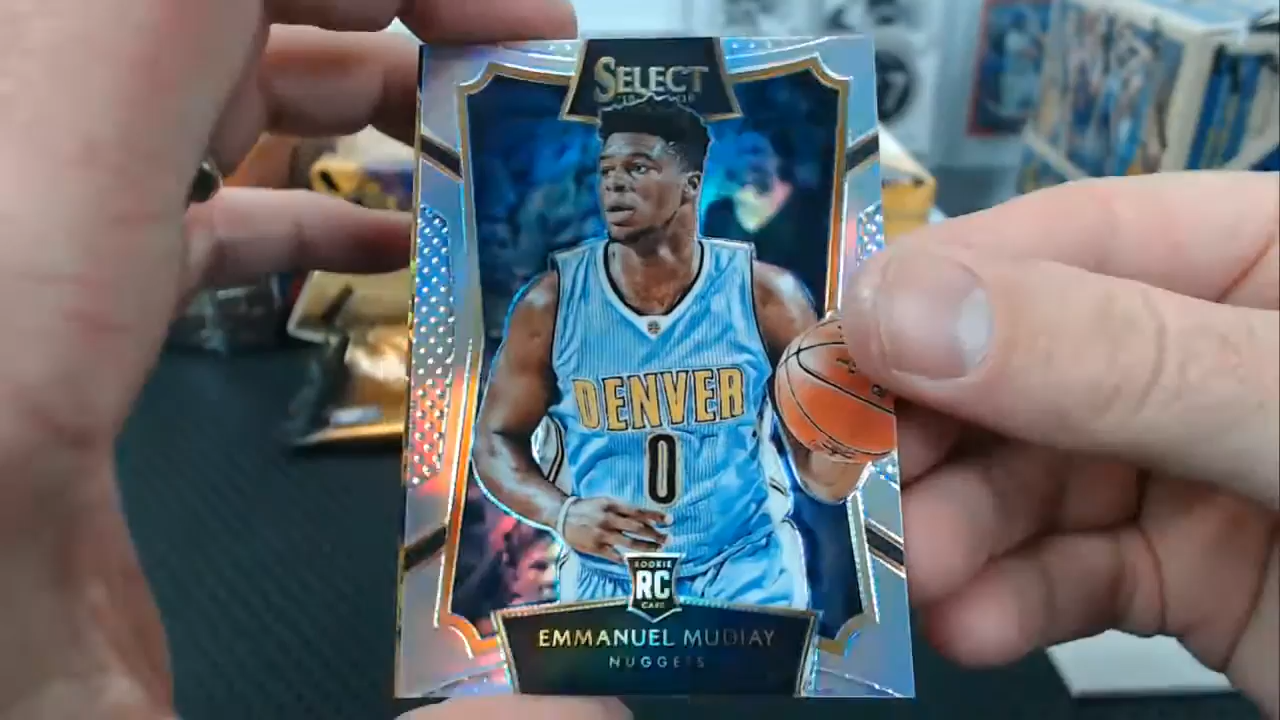 SELECT
DENVER
0
ROOKIE
RC
CARD
EMMANUEL MUDIAY
NUGGETS